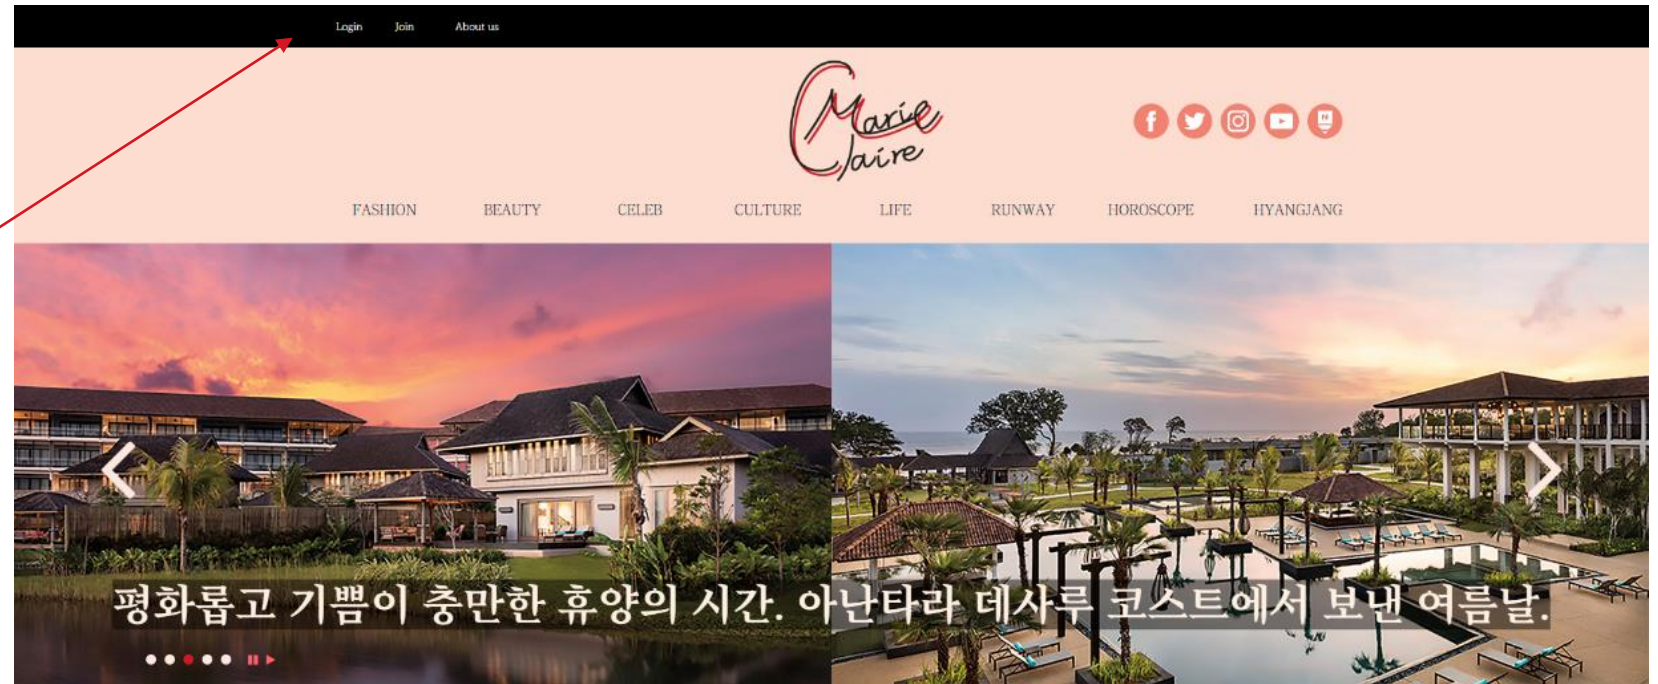 Login Join About us
Marie
Claire
FASHION BEAUTY CELEB CULTURE LIFE RUNWAY HOROSCOPE HYANGJANG
평화롭고 기쁨이 충만한 휴양의 시간. 아난타라 데사루 코스트에서 보낸 여름날.